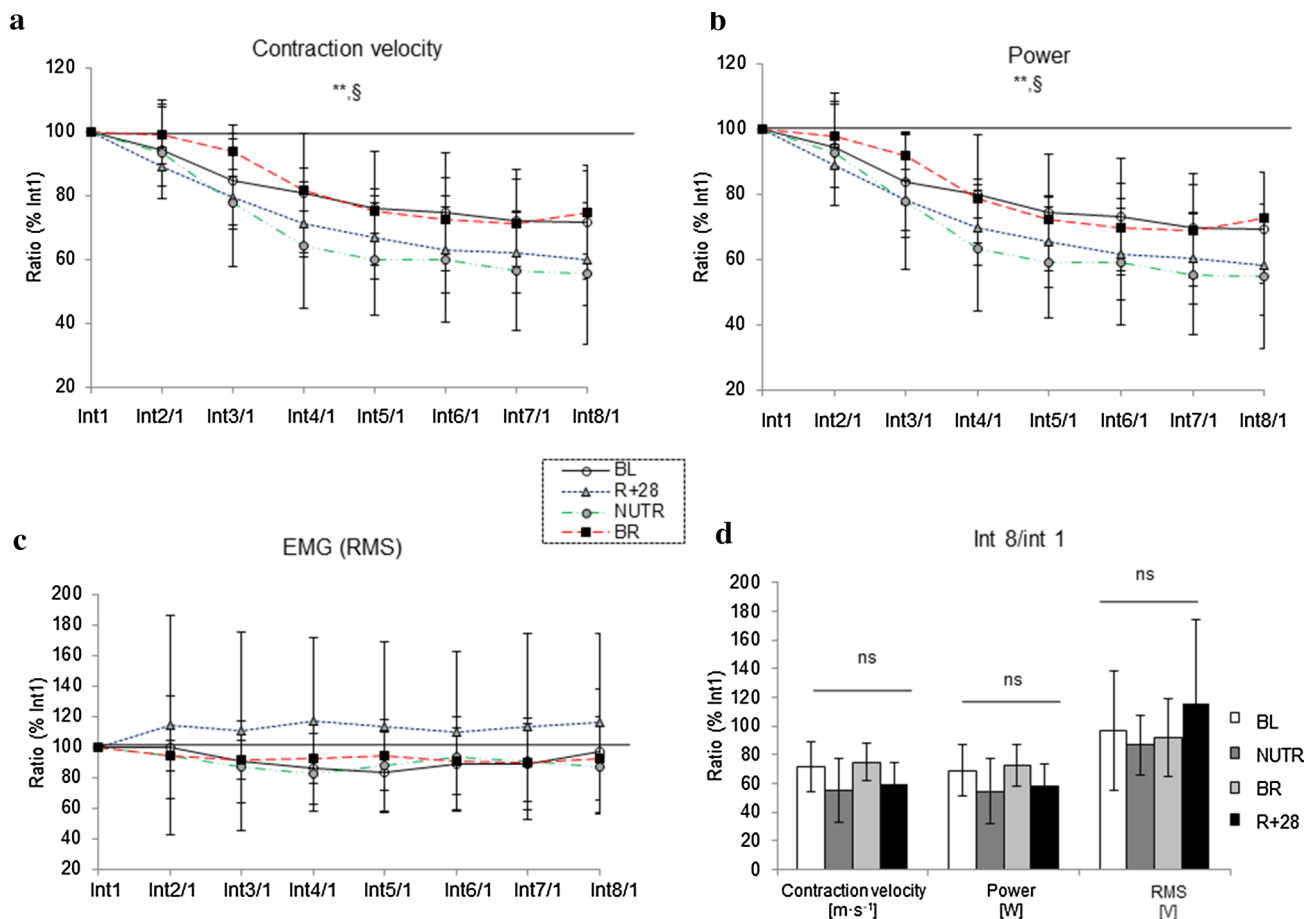 a
Contraction velocity
**,§
Ratio (% Int1)
120
100
80
60
40
20
Int1 Int2/1 Int3/1 Int4/1 Int5/1 Int6/1 Int7/1 Int8/1
b
Power
**,§
Ratio (% Int1)
120
100
80
60
40
20
Int1 Int2/1 Int3/1 Int4/1 Int5/1 Int6/1 Int7/1 Int8/1
BL
R+28
NUTR
BR
c
EMG (RMS)
Ratio (% Int1)
200
180
160
140
120
100
80
60
40
20
Int1 Int2/1 Int3/1 Int4/1 Int5/1 Int6/1 Int7/1 Int8/1
d
Int 8/int 1
Ratio (% Int1)
200
180
160
140
120
100
80
60
40
20
0
ns
ns
ns
Contraction velocity
[m·s⁻¹]
Power
[W]
RMS
[V]
BL
NUTR
BR
R+28